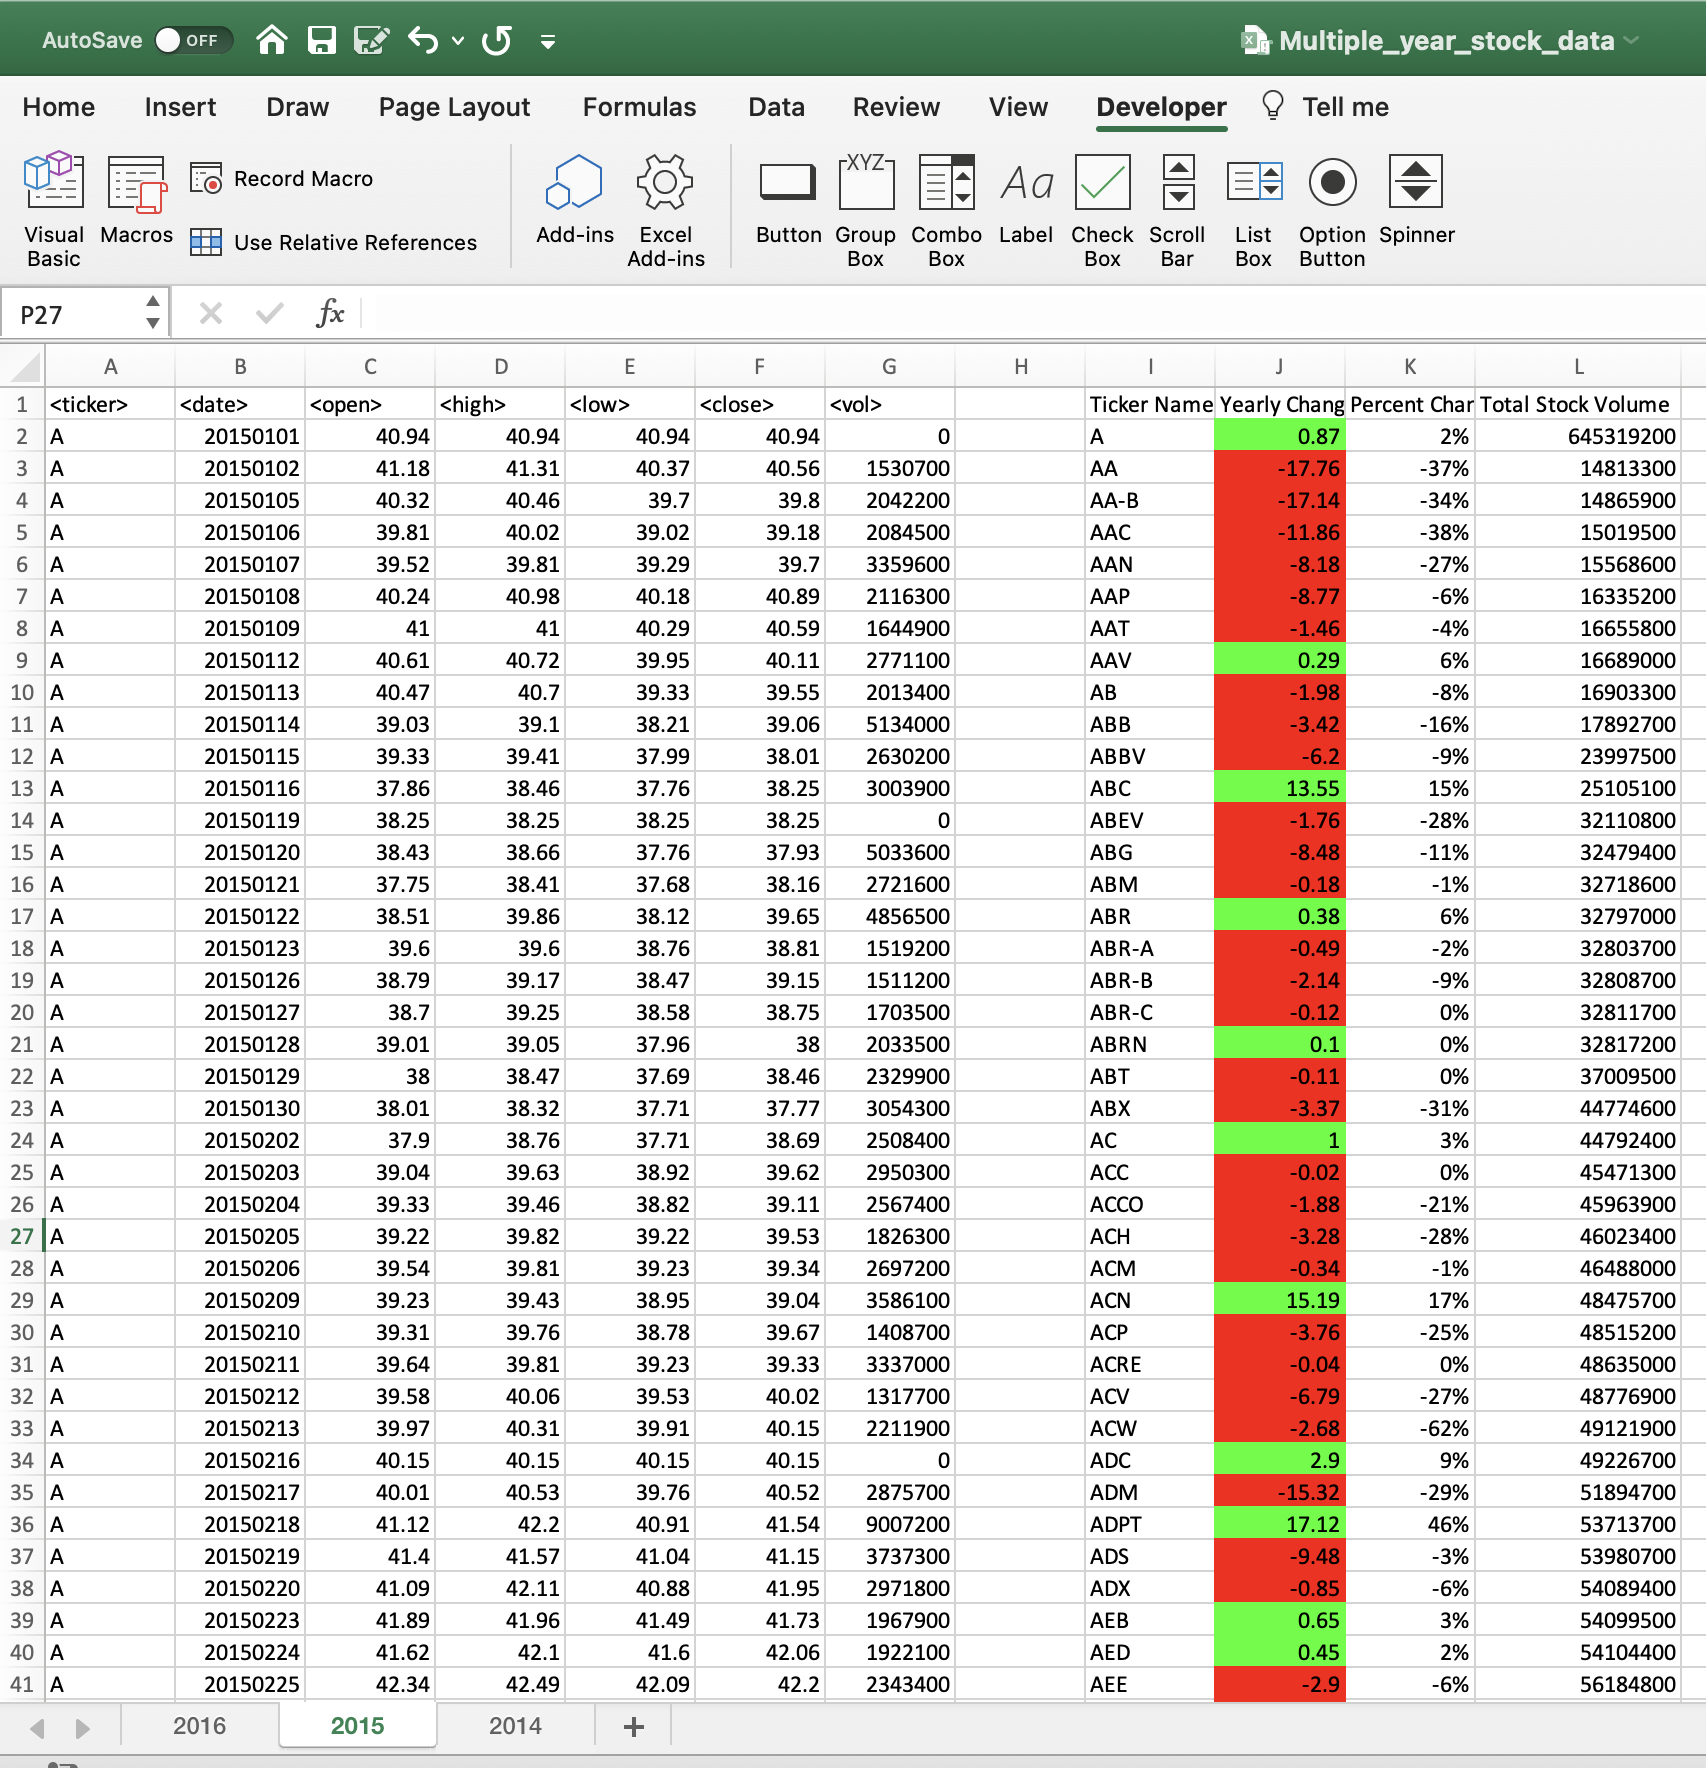 AutoSave OFF Multiple_year_stock_data
Home Insert Draw Page Layout Formulas Data Review View Developer Tell me
Visual Basic Macros Record Macro Use Relative References Add-ins Excel Add-ins Button Group Box Combo Box Label Check Box Scroll Bar List Box Option Button Spinner
XYZ Aa
P27 fx
A B C D E F G H I J K L
1 <ticker> <date> <open> <high> <low> <close> <vol> Ticker Name Yearly Chang Percent Char Total Stock Volume
2 A 20150101 40.94 40.94 40.94 40.94 0 A 0.87 2% 645319200
3 A 20150102 41.18 41.31 40.37 40.56 1530700 AA -17.76 -37% 14813300
4 A 20150105 40.32 40.46 39.7 39.8 2042200 AA-B -17.14 -34% 14865900
5 A 20150106 39.81 40.02 39.02 39.18 2084500 AAC -11.86 -38% 15019500
6 A 20150107 39.52 39.81 39.29 39.7 3359600 AAN -8.18 -27% 15568600
7 A 20150108 40.24 40.98 40.18 40.89 2116300 AAP -8.77 -6% 16335200
8 A 20150109 41 41 40.29 40.59 1644900 AAT -1.46 -4% 16655800
9 A 20150112 40.61 40.72 39.95 40.11 2771100 AAV 0.29 6% 16689000
10 A 20150113 40.47 40.7 39.33 39.55 2013400 AB -1.98 -8% 16903300
11 A 20150114 39.03 39.1 38.21 39.06 5134000 ABB -3.42 -16% 17892700
12 A 20150115 39.33 39.41 37.99 38.01 2630200 ABBV -6.2 -9% 23997500
13 A 20150116 37.86 38.46 37.76 38.25 3003900 ABC 13.55 15% 25105100
14 A 20150119 38.25 38.25 38.25 38.25 0 ABEV -1.76 -28% 32110800
15 A 20150120 38.43 38.66 37.76 37.93 5033600 ABG -8.48 -11% 32479400
16 A 20150121 37.75 38.41 37.68 38.16 2721600 ABM -0.18 -1% 32718600
17 A 20150122 38.51 39.86 38.12 39.65 4856500 ABR 0.38 6% 32797000
18 A 20150123 39.6 39.6 38.76 38.81 1519200 ABR-A -0.49 -2% 32803700
19 A 20150126 38.79 39.17 38.47 39.15 1511200 ABR-B -2.14 -9% 32808700
20 A 20150127 38.7 39.25 38.58 38.75 1703500 ABR-C -0.12 0% 32811700
21 A 20150128 39.01 39.05 37.96 38 2033500 ABRN 0.1 0% 32817200
22 A 20150129 38 38.47 37.69 38.46 2329900 ABT -0.11 0% 37009500
23 A 20150130 38.01 38.32 37.71 37.77 3054300 ABX -3.37 -31% 44774600
24 A 20150202 37.9 38.76 37.71 38.69 2508400 AC 1 3% 44792400
25 A 20150203 39.04 39.63 38.92 39.62 2950300 ACC -0.02 0% 45471300
26 A 20150204 39.33 39.46 38.82 39.11 2567400 ACCO -1.88 -21% 45963900
27 A 20150205 39.22 39.82 39.22 39.53 1826300 ACH -3.28 -28% 46023400
28 A 20150206 39.54 39.81 39.23 39.34 2697200 ACM -0.34 -1% 46488000
29 A 20150209 39.23 39.43 38.95 39.04 3586100 ACN 15.19 17% 48475700
30 A 20150210 39.31 39.76 38.78 39.67 1408700 ACP -3.76 -25% 48515200
31 A 20150211 39.64 39.81 39.23 39.33 3337000 ACRE -0.04 0% 48635000
32 A 20150212 39.58 40.06 39.53 40.02 1317700 ACV -6.79 -27% 48776900
33 A 20150213 39.97 40.31 39.91 40.15 2211900 ACW -2.68 -62% 49121900
34 A 20150216 40.15 40.15 40.15 40.15 0 ADC 2.9 9% 49226700
35 A 20150217 40.01 40.53 39.76 40.52 2875700 ADM -15.32 -29% 51894700
36 A 20150218 41.12 42.2 40.91 41.54 9007200 ADPT 17.12 46% 53713700
37 A 20150219 41.4 41.57 41.04 41.15 3737300 ADS -9.48 -3% 53980700
38 A 20150220 41.09 42.11 40.88 41.95 2971800 ADX -0.85 -6% 54089400
39 A 20150223 41.89 41.96 41.49 41.73 1967900 AEB 0.65 3% 54099500
40 A 20150224 41.62 42.1 41.6 42.06 1922100 AED 0.45 2% 54104400
41 A 20150225 42.34 42.49 42.09 42.2 2343400 AEE -2.9 -6% 56184800
2016 2015 2014 +